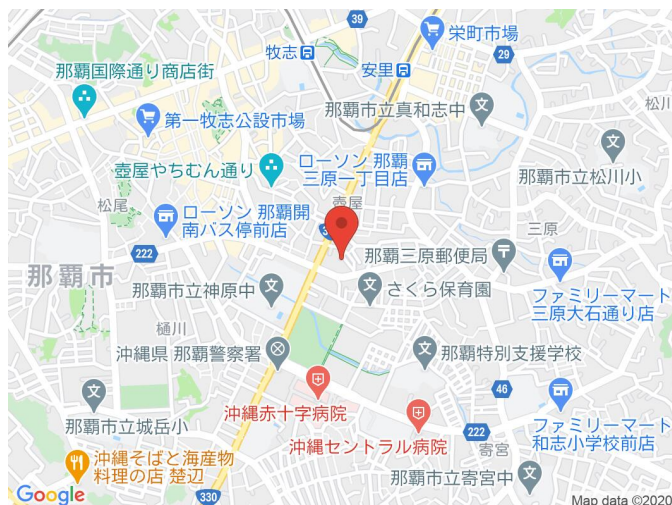 39
栄町市場
牧志
安里
29
那覇国際通り商店街
松川
那覇市立真和志中
第一牧志公設市場
ローソン 那覇
三原一丁目店
那覇市立松川小
壺屋やちむん通り
壺屋
松尾
ローソン 那覇開
南バス停前店
三原
222
那覇三原郵便局
那覇市
さくら保育園
ファミリーマート
三原大石通り店
那覇市立神原中
樋川
沖縄県 那覇警察署
那覇特別支援学校
46
沖縄赤十字病院
ファミリーマート
和志小学校前店
那覇市立城岳小
222
沖縄セントラル病院
寄宮
沖縄そばと海産物
料理の店 楚辺
那覇市立寄宮中
330
Google
Map data ©2020